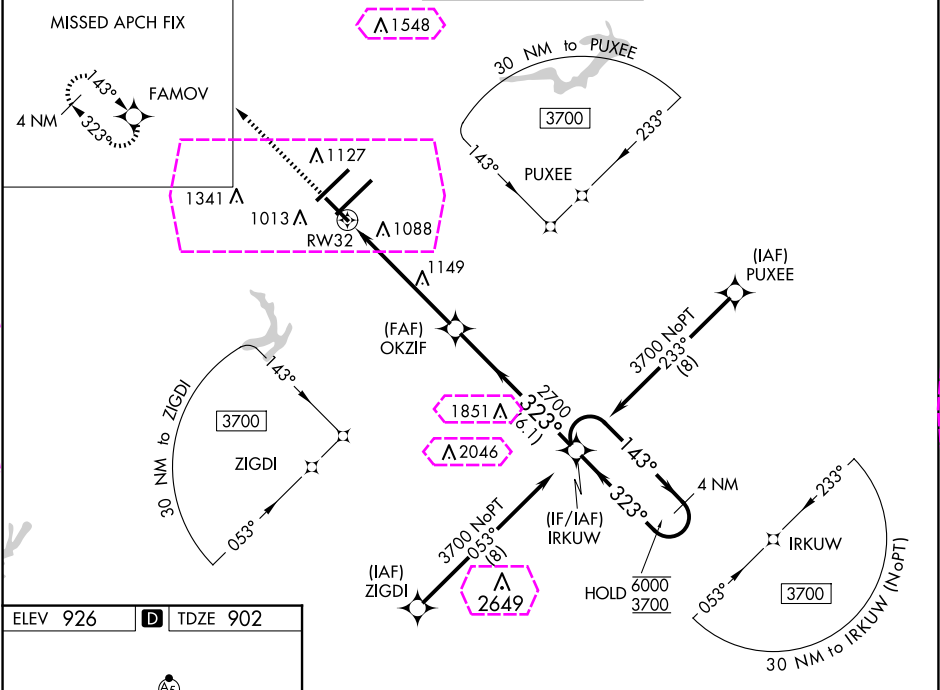 MISSED APCH FIX
143°
FAMOV
4 NM
323°
1548
30 NM to PUXEE
3700
233°
143°
PUXEE
1127
1341
1013
1088
RW32
1149
(IAF)
PUXEE
(FAF)
OKZIF
3700 NoPT
233°
(8)
143°
30 NM to ZIGDI
3700
ZIGDI
053°
2700
323°
(6.1)
1851
2046
143°
4 NM
323°
(IF/IAF)
IRKUW
3700 NoPT
053°
(8)
(IAF)
ZIGDI
2649
HOLD 6000
3700
233°
IRKUW
053°
3700
30 NM to IRKUW (NoPT)
ELEV 926 D TDZE 902
A5